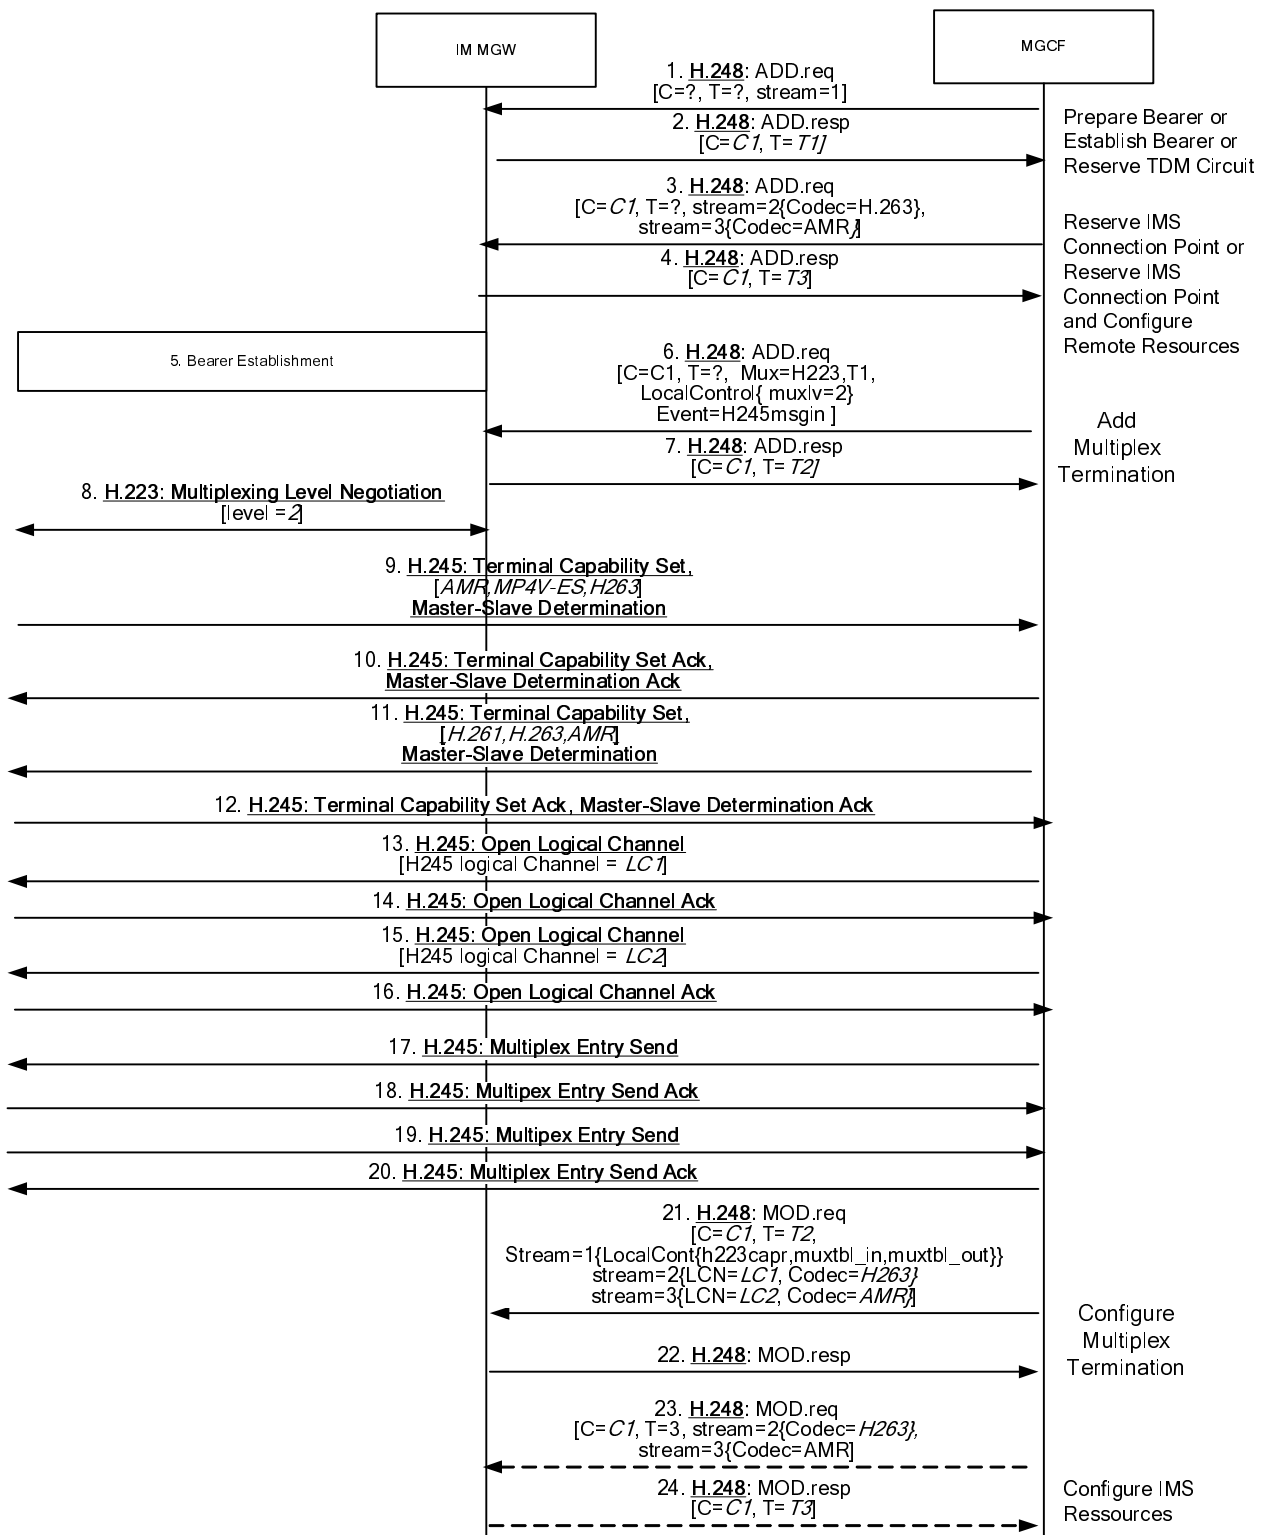 IM MGW
MGCF
1. H.248: ADD.req
[C=?, T=?, stream=1]
2. H.248: ADD.resp
[C=C1, T=T1]
Prepare Bearer or
Establish Bearer or
Reserve TDM Circuit
3. H.248: ADD.req
[C=C1, T=?, stream=2{Codec=H.263},
stream=3{Codec=AMR}]
4. H.248: ADD.resp
[C=C1, T=T3]
Reserve IMS
Connection Point or
Reserve IMS
Connection Point
and Configure
Remote Resources
5. Bearer Establishment
6. H.248: ADD.req
[C=C1, T=?,  Mux=H223,T1,
LocalControl{ muxlv=2}
Event=H245msgin ]
7. H.248: ADD.resp
[C=C1, T=T2]
Add
Multiplex
Termination
8. H.223: Multiplexing Level Negotiation
[level =2]
9. H.245: Terminal Capability Set,
[AMR,MP4V-ES,H263]
Master-Slave Determination
10. H.245: Terminal Capability Set Ack,
Master-Slave Determination Ack
11. H.245: Terminal Capability Set,
[H.261,H.263,AMR]
Master-Slave Determination
12. H.245: Terminal Capability Set Ack, Master-Slave Determination Ack
13. H.245: Open Logical Channel
[H245 logical Channel = LC1]
14. H.245: Open Logical Channel Ack
15. H.245: Open Logical Channel
[H245 logical Channel = LC2]
16. H.245: Open Logical Channel Ack
17. H.245: Multiplex Entry Send
18. H.245: Multipex Entry Send Ack
19. H.245: Multipex Entry Send
20. H.245: Multiplex Entry Send Ack
21. H.248: MOD.req
[C=C1, T=T2,
Stream=1{LocalCont{h223capr,muxtbl_in,muxtbl_out}}
stream=2{LCN=LC1, Codec=H263}
stream=3{LCN=LC2, Codec=AMR}]
Configure
Multiplex
Termination
22. H.248: MOD.resp
23. H.248: MOD.req
[C=C1, T=3, stream=2{Codec=H263},
stream=3{Codec=AMR]
24. H.248: MOD.resp
[C=C1, T=T3]
Configure IMS
Ressources